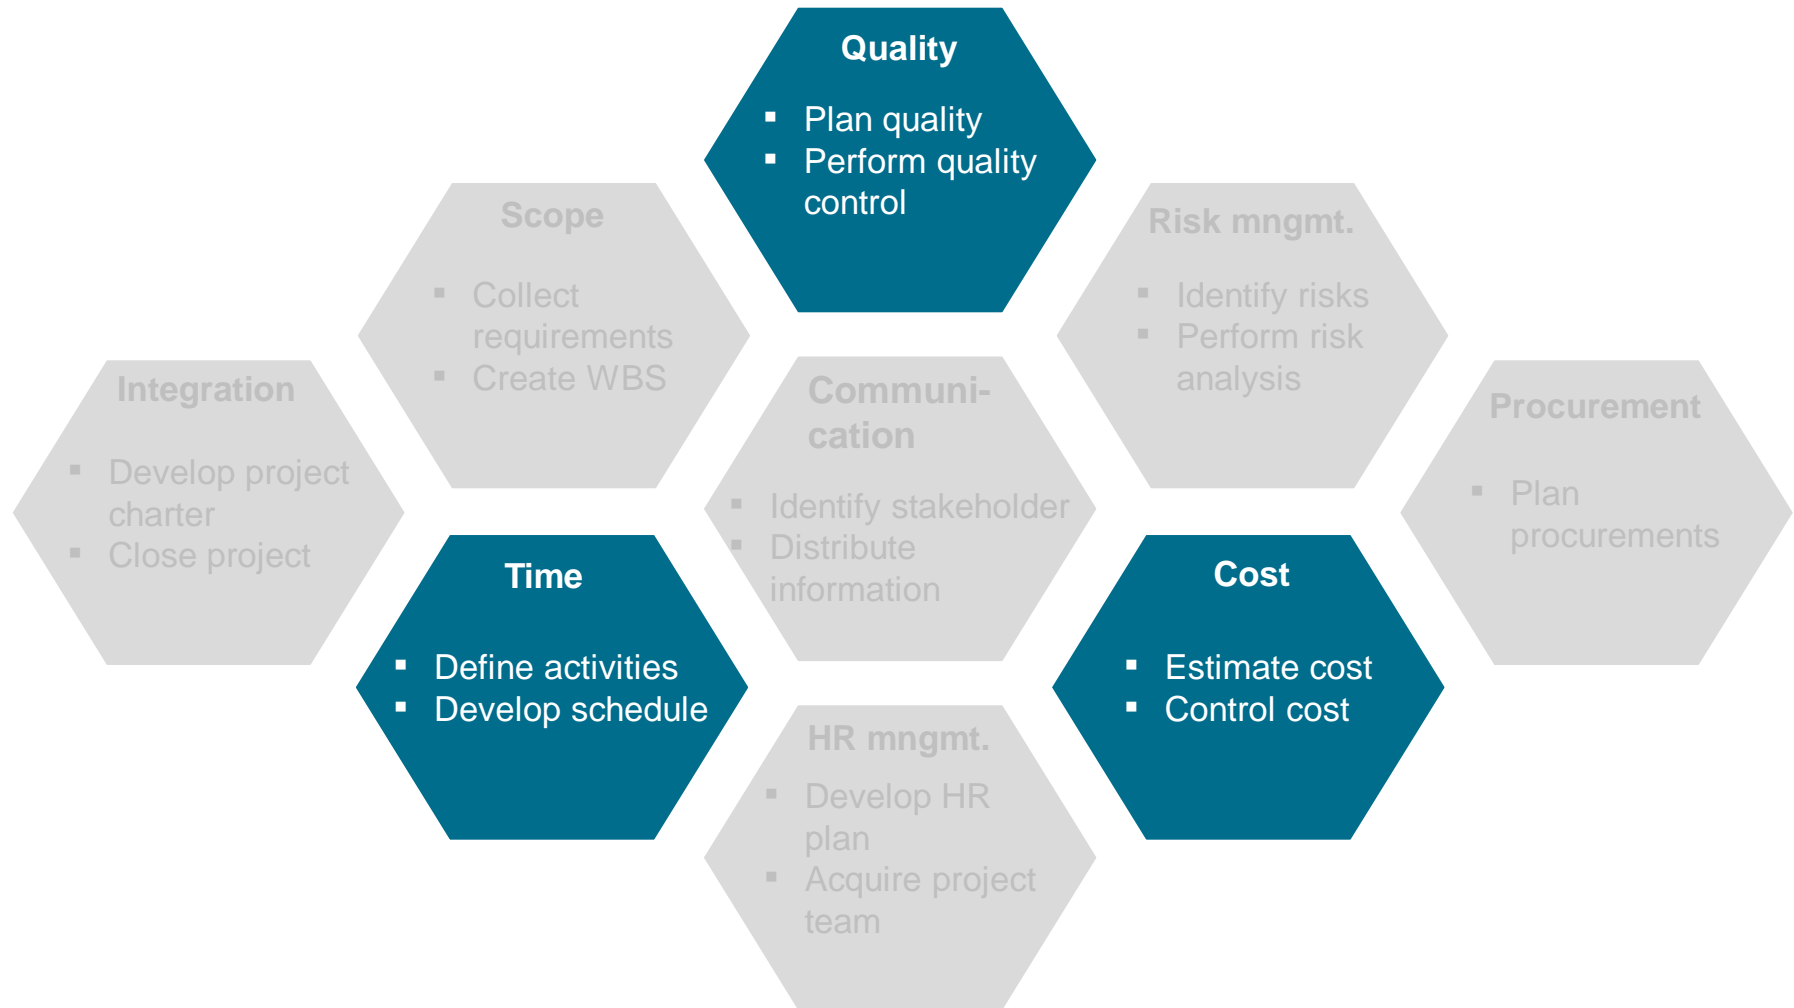 Quality
▪ Plan quality
▪ Perform quality
control
Scope
▪ Collect
requirements
▪ Create WBS
Risk mngmt.
▪ Identify risks
▪ Perform risk
analysis
Integration
▪ Develop project
charter
▪ Close project
Communi-
cation
▪ Identify stakeholder
▪ Distribute
information
Procurement
▪ Plan
procurements
Time
▪ Define activities
▪ Develop schedule
Cost
▪ Estimate cost
▪ Control cost
HR mngmt.
▪ Develop HR
plan
▪ Acquire project
team